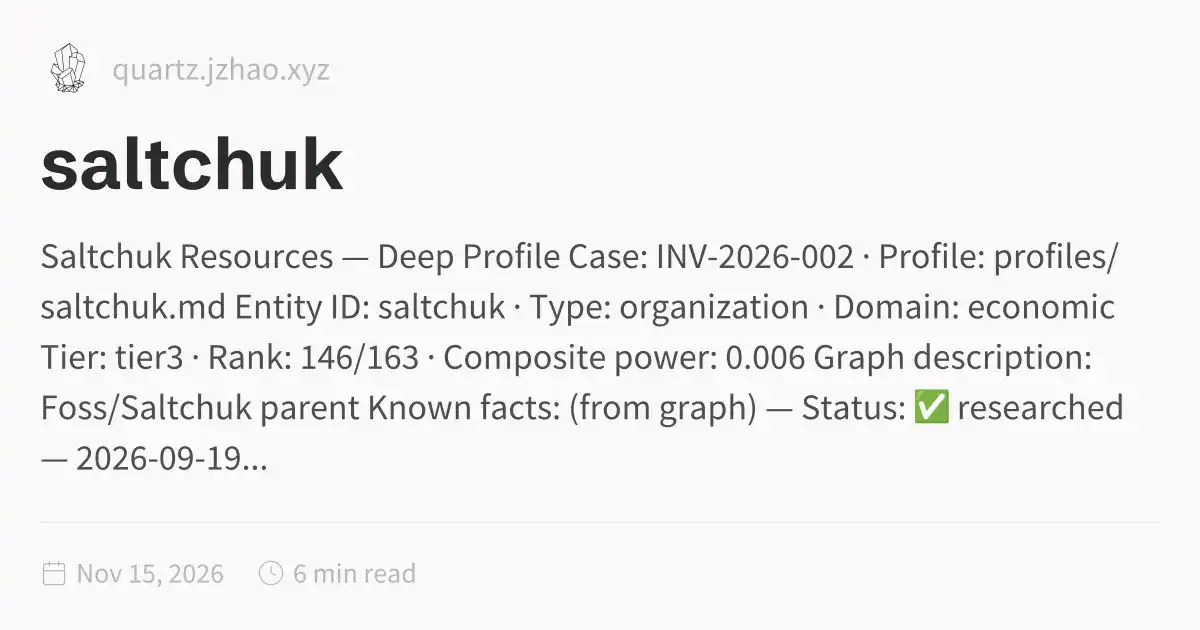 quartz.jzhao.xyz
saltchuk
Saltchuk Resources — Deep Profile Case: INV-2026-002 · Profile: profiles/
saltchuk.md Entity ID: saltchuk · Type: organization · Domain: economic
Tier: tier3 · Rank: 146/163 · Composite power: 0.006 Graph description:
Foss/Saltchuk parent Known facts: (from graph) — Status: ✅ researched
— 2026-09-19...
Nov 15, 2026 6 min read